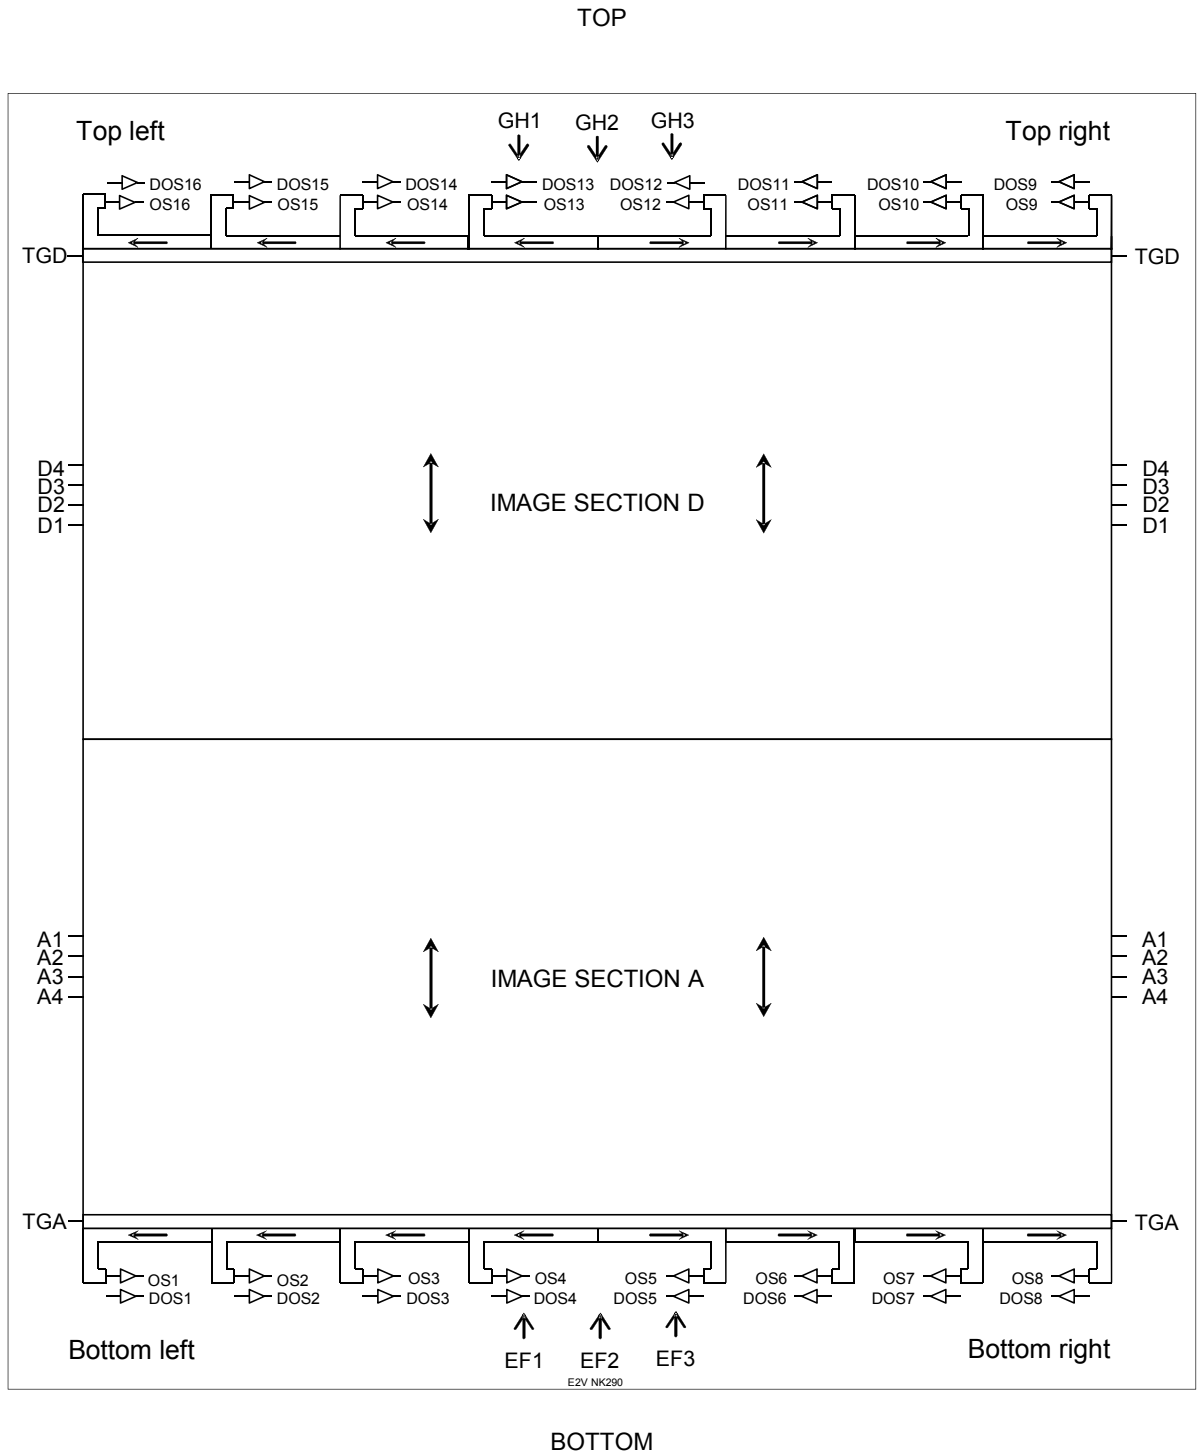 TOP
Top left GH1 GH2 GH3 Top right
DOS16 DOS15 DOS14 DOS13 DOS12 DOS11 DOS10 DOS9
OS16 OS15 OS14 OS13 OS12 OS11 OS10 OS9
TGD TGD
D4 D4
D3 D3
D2 IMAGE SECTION D D2
D1 D1
A1 A1
A2 A2
A3 IMAGE SECTION A A3
A4 A4
TGA TGA
OS1 OS2 OS3 OS4 OS5 OS6 OS7 OS8
DOS1 DOS2 DOS3 DOS4 DOS5 DOS6 DOS7 DOS8
Bottom left EF1 EF2 EF3 Bottom right
E2V NK290
BOTTOM